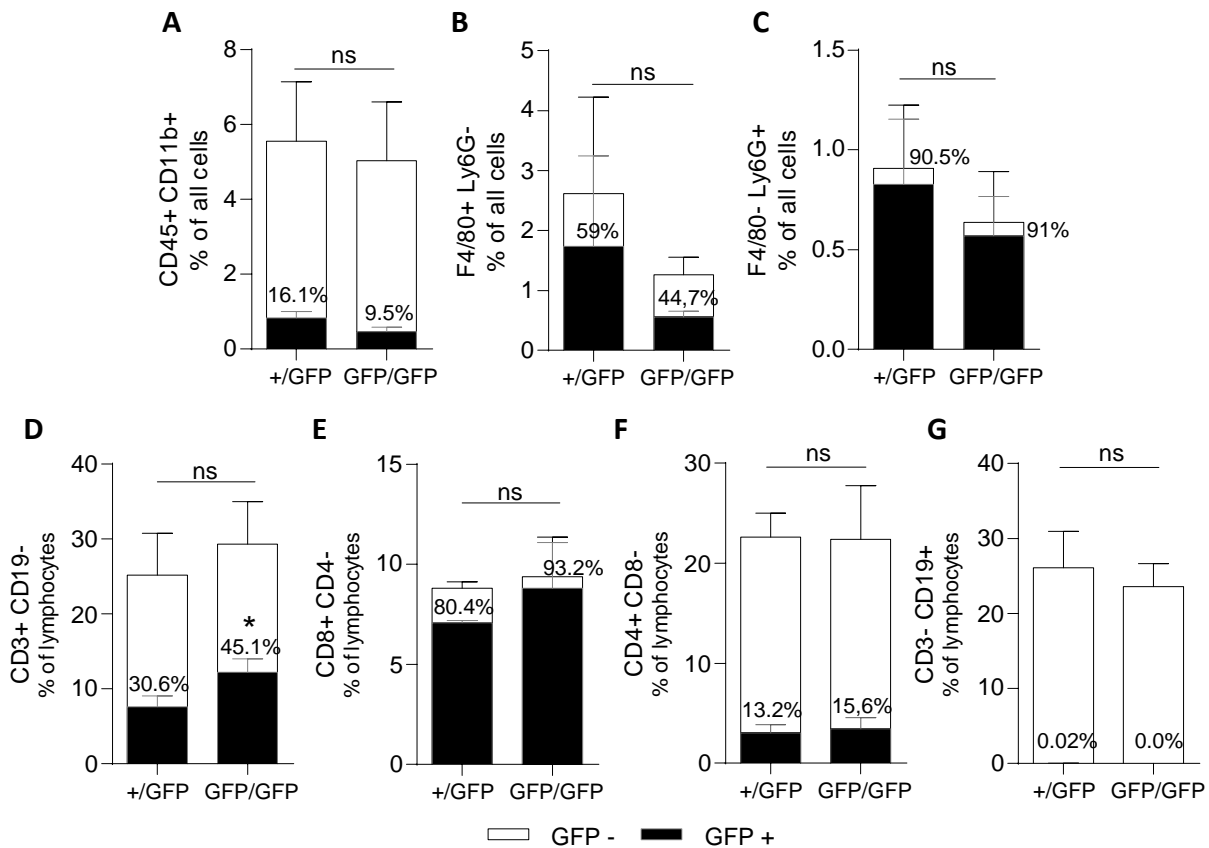 A
CD45+ CD11b+
% of all cells
8
6
4
2
0
ns
16.1%
9.5%
+/GFP
GFP/GFP
B
F4/80+ Ly6G-
% of all cells
5
4
3
2
1
0
ns
59%
44,7%
+/GFP
GFP/GFP
C
F4/80- Ly6G+
% of all cells
1.5
1.0
0.5
0.0
ns
90.5%
91%
+/GFP
GFP/GFP
D
CD3+ CD19-
% of lymphocytes
40
30
20
10
0
ns
*
45.1%
30.6%
+/GFP
GFP/GFP
E
CD8+ CD4-
% of lymphocytes
15
10
5
0
ns
93.2%
80.4%
+/GFP
GFP/GFP
F
CD4+ CD8-
% of lymphocytes
30
20
10
0
ns
13.2%
15,6%
+/GFP
GFP/GFP
G
CD3- CD19+
% of lymphocytes
40
30
20
10
0
ns
0.02%
0.0%
+/GFP
GFP/GFP
GFP -
GFP +